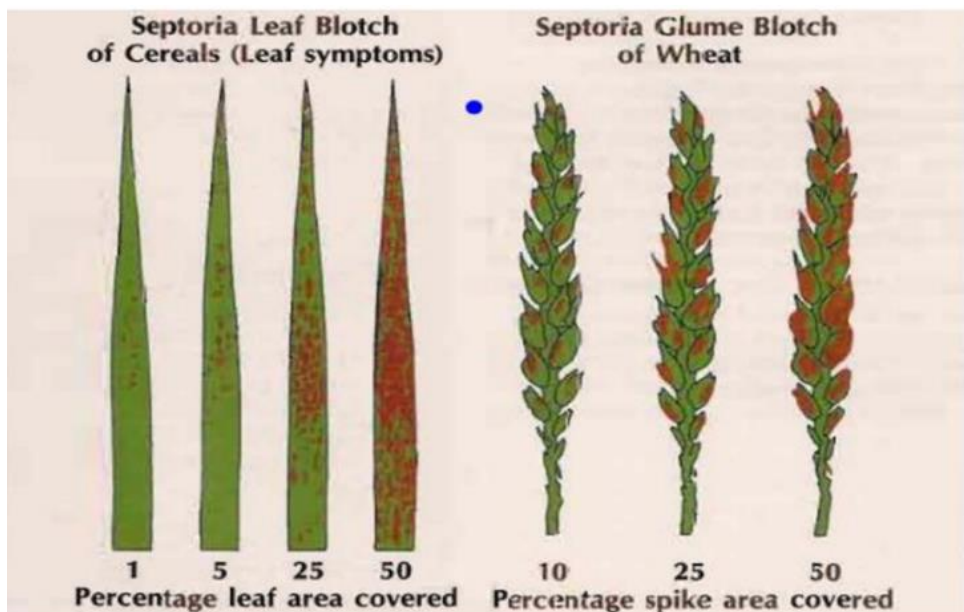 Septoria Leaf Blotch
of Cereals (Leaf symptoms)
1 5 25 50
Percentage leaf area covered
Septoria Glume Blotch
of Wheat
10 25 50
Percentage spike area covered